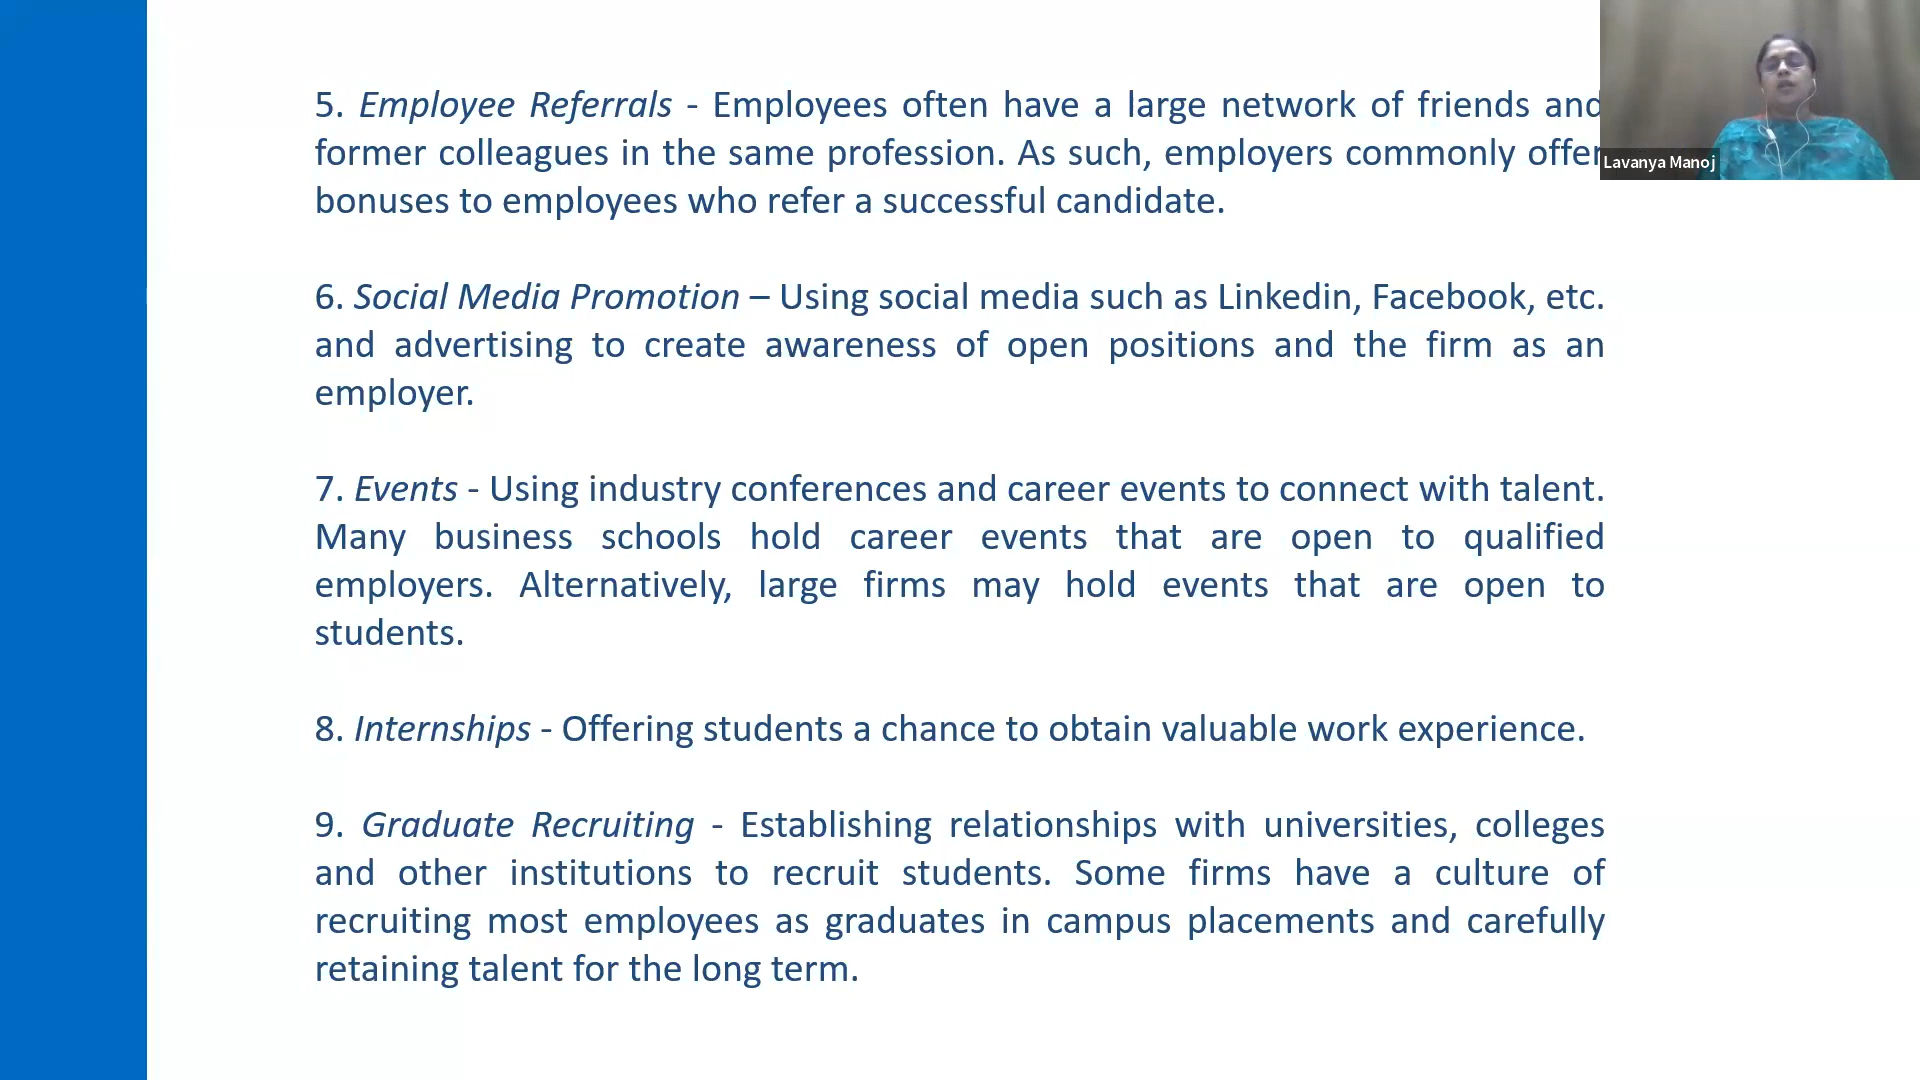 5. Employee Referrals - Employees often have a large network of friends and
former colleagues in the same profession. As such, employers commonly offer
bonuses to employees who refer a successful candidate.
6. Social Media Promotion – Using social media such as Linkedin, Facebook, etc.
and advertising to create awareness of open positions and the firm as an
employer.
7. Events - Using industry conferences and career events to connect with talent.
Many business schools hold career events that are open to qualified
employers. Alternatively, large firms may hold events that are open to
students.
8. Internships - Offering students a chance to obtain valuable work experience.
9. Graduate Recruiting - Establishing relationships with universities, colleges
and other institutions to recruit students. Some firms have a culture of
recruiting most employees as graduates in campus placements and carefully
retaining talent for the long term.
Lavanya Manoj